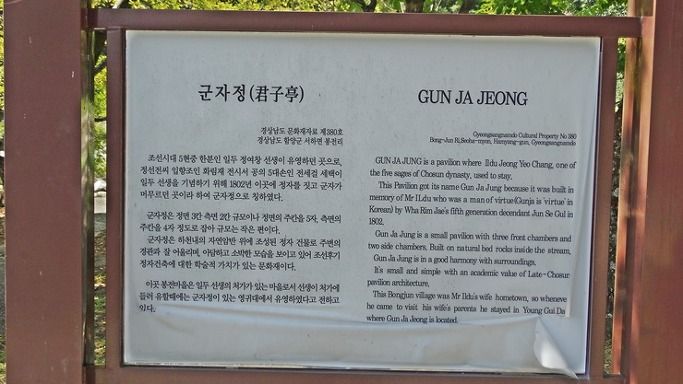 군자정(君子亭)
경상남도 문화재자료 제380호
경상남도 함양군 서하면 봉전리
조선시대 5현중 한분인 일두 정여창 선생이 유영하던 곳으로,
정선전씨 입향조인 화림재 전시서 공의 5대손인 전세걸 세택이
일두 선생을 기념하기 위해 1802년 이곳에 정자를 짓고 군자가
머무르던 곳이라 하여 군자정으로 칭하였다.
군자정은 정면 3칸 측면 2칸 규모이나 정면의 주칸을 5자, 측면의
주칸을 4자 정도로 잡아 규모는 작은 편이다.
군자정은 하천내의 자연암반 위에 조성된 정자 건물로 주변의
경관과 잘 어울리며, 아담하고 소박한 모습을 보이고 있어 조선후기
정자건축에 대한 학술적 가치가 있는 문화재이다.
이곳 봉전마을은 일두 선생의 처가가 있는 마을로서 선생이 처가에
들러 유할때에는 군자정이 있는 영귀대에서 유영하였다고 전하고
있다.
GUN JA JEONG
Gyeongsangnando Cultural Property No 380
Bong-Jun Ri,Seoha-myon, Hamyang-gun, Gyeongsangnando
GUN JA JUNG is a pavilion where Il du Jeong Yeo Chang, one of
the five sages of Chosun dynasty, used to stay,
This Pavilion got its name Gun Ja Jung because it was built in
memory of Mr Il.du who was a man of virtue(Gunja is 'virtue' in
Korean) by Wha Rim Jae's fifth generation decendant Jun Se Gul in
1802.
Gun Ja Jung is a small pavilion with three front chambers and
two side chambers. Built on natural bed rocks inside the stream,
Gun Ja Jung is in a good harmony with surroundings.
It's small and simple with an academic value of Late-Chosur
pavilion architecture,
This Bongjun village was Mr Ildu's wife hometown, so wheneve
he came to visit his wife's parents he stayed in Young Gui Da
where Gun Ja Jeong is located.